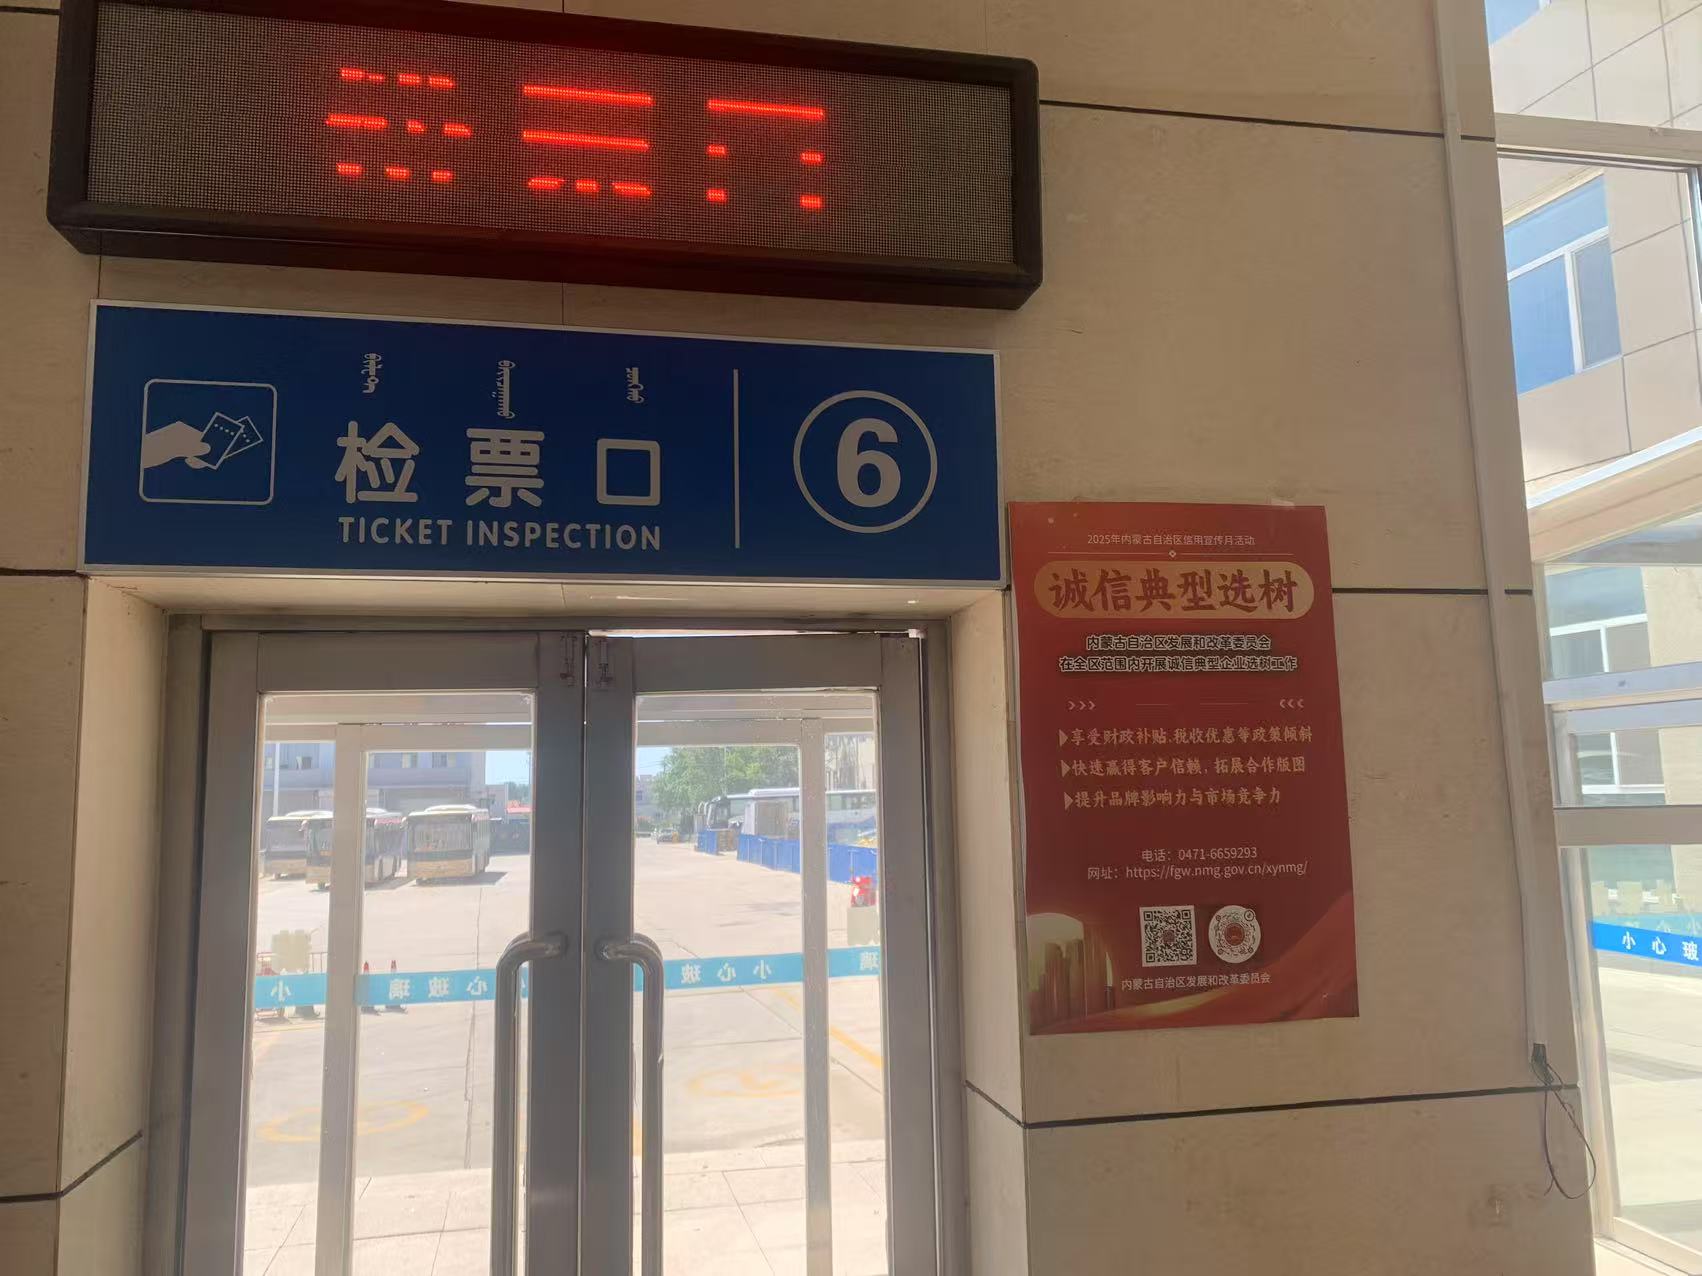 检票口
TICKET INSPECTION
6
2025年内蒙古自治区信用宣传月活动
诚信典型选树
内蒙古自治区发展和改革委员会
在全区范围内开展诚信典型企业选树工作
享受财政补贴、税收优惠等政策倾斜
快速赢得客户信赖，拓展合作版图
提升品牌影响力与市场竞争力
电话：0471-6659293
网址：https://fgw.nmg.gov.cn/xynmg/
内蒙古自治区发展和改革委员会
小心玻璃
小心玻璃
小心玻